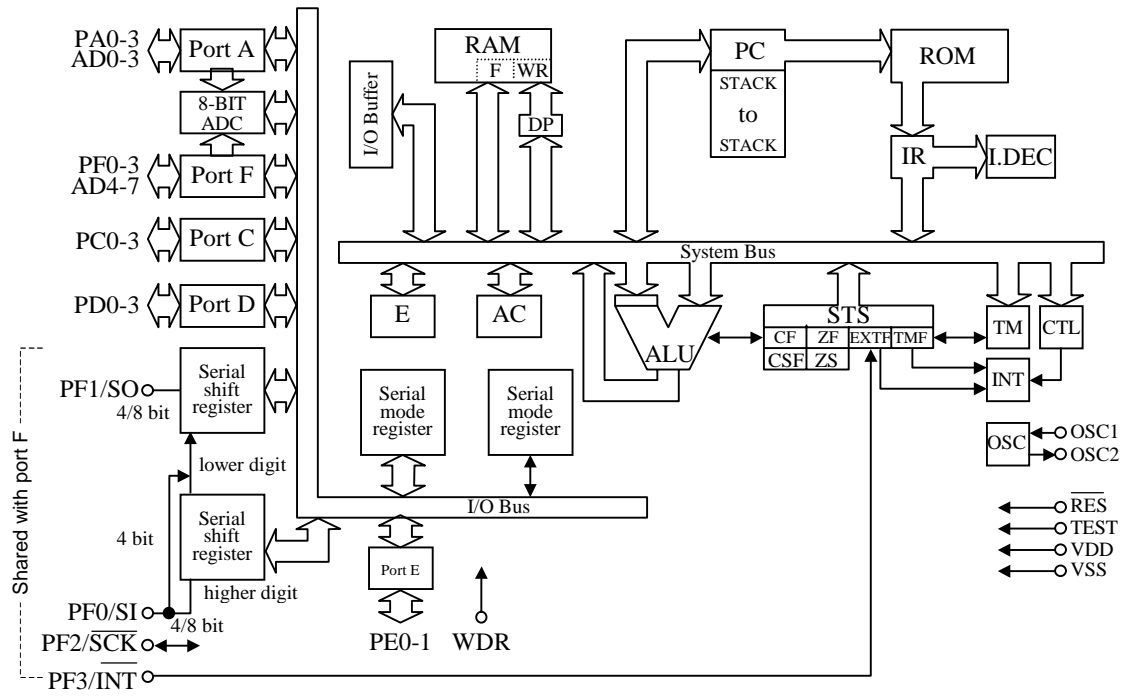 PA0-3
AD0-3
Port A
8-BIT
ADC
PF0-3
AD4-7
Port F
PC0-3
Port C
PD0-3
Port D
I/O Buffer
RAM
F
WR
DP
PC
STACK
to
STACK
ROM
IR
I.DEC
System Bus
E
AC
ALU
STS
CF
ZF
EXTF
TMF
CSF
ZS
TM
CTL
INT
OSC
OSC1
OSC2
RES
TEST
VDD
VSS
Shared with port F
PF1/SO
4/8 bit
Serial
shift
register
lower digit
4 bit
Serial
shift
register
higher digit
Serial
mode
register
Serial
mode
register
I/O Bus
Port E
PE0-1
WDR
PF0/SI
4/8 bit
PF2/SCK
PF3/INT